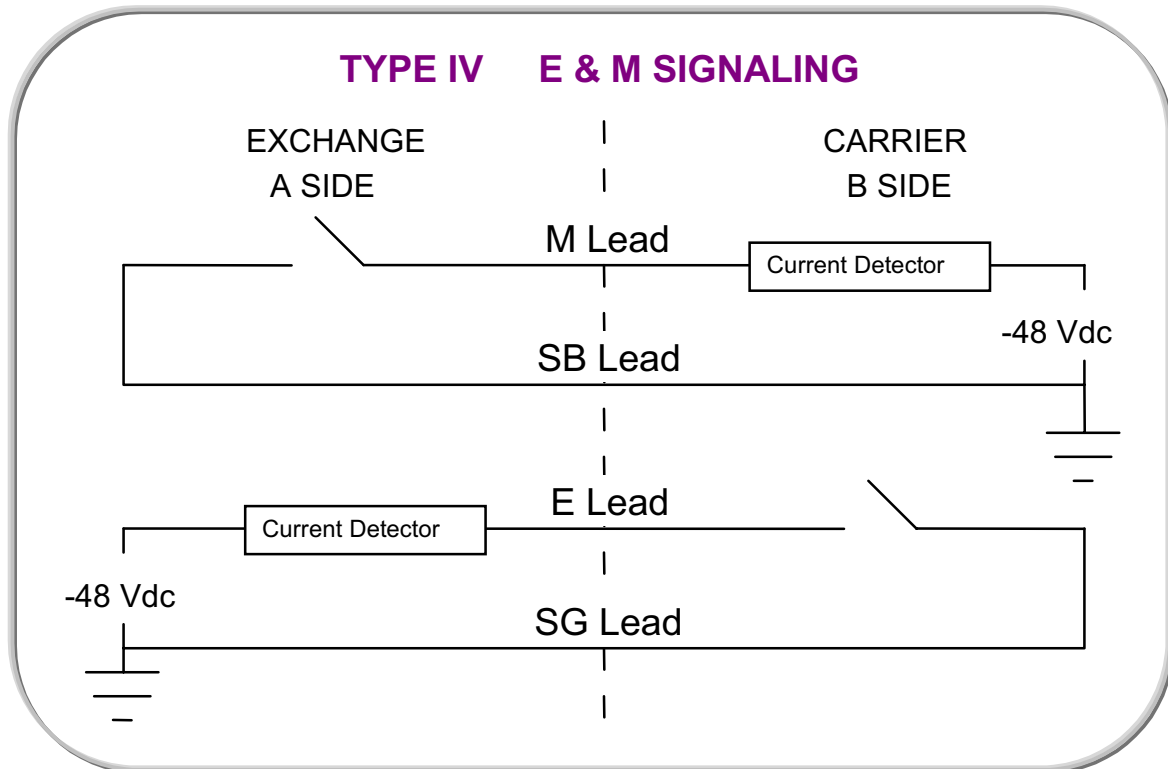 TYPE IV E & M SIGNALING
EXCHANGE
A SIDE
CARRIER
B SIDE
M Lead
Current Detector
-48 Vdc
SB Lead
E Lead
Current Detector
-48 Vdc
SG Lead